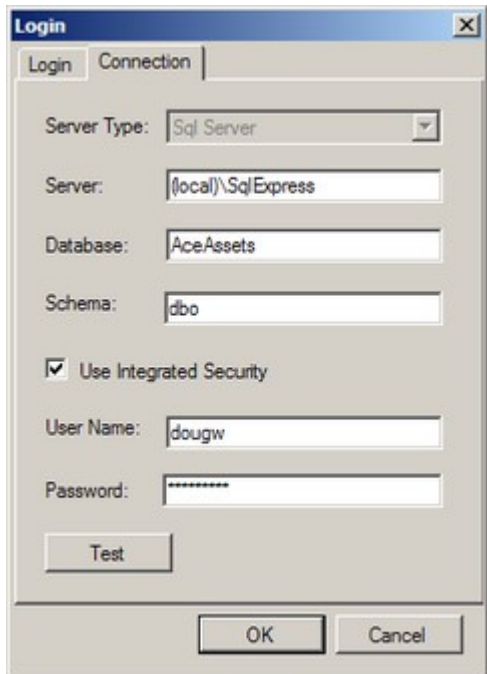 Login
Login Connection
Server Type: Sql Server
Server: (local)\SqlExpress
Database: AceAssets
Schema: dbo
Use Integrated Security
User Name: dougw
Password: *********
Test
OK Cancel